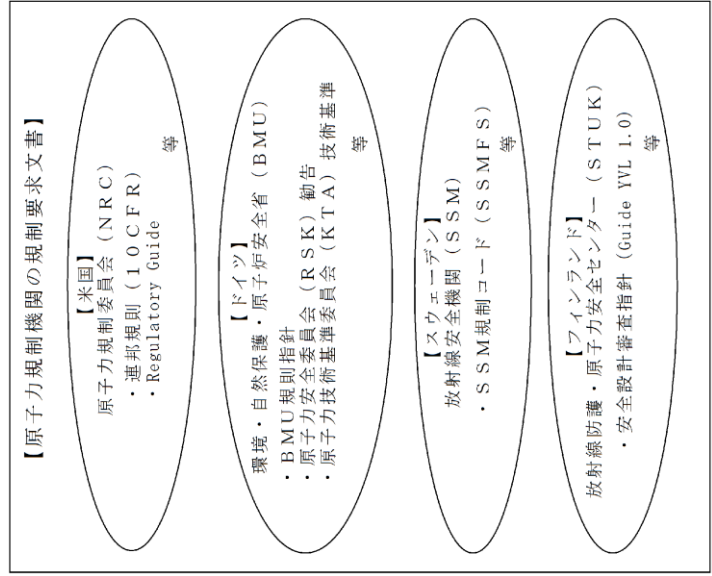 【原子力規制機関の規制要求文書】
【米国】
原子力規制委員会（NRC）
・連邦規則（10CFR）
・Regulatory Guide
等
【ドイツ】
環境・自然保護・原子炉安全省（BMU）
・BMU規則指針
・原子力安全委員会（RSK）勧告
・原子力技術基準委員会（KTA）技術基準
等
【スウェーデン】
放射線安全機関（SSM）
・SSM規制コード（SSMFS）
等
【フィンランド】
放射線防護・原子力安全センター（STUK）
・安全設計審査指針（Guide YVL 1.0）
等